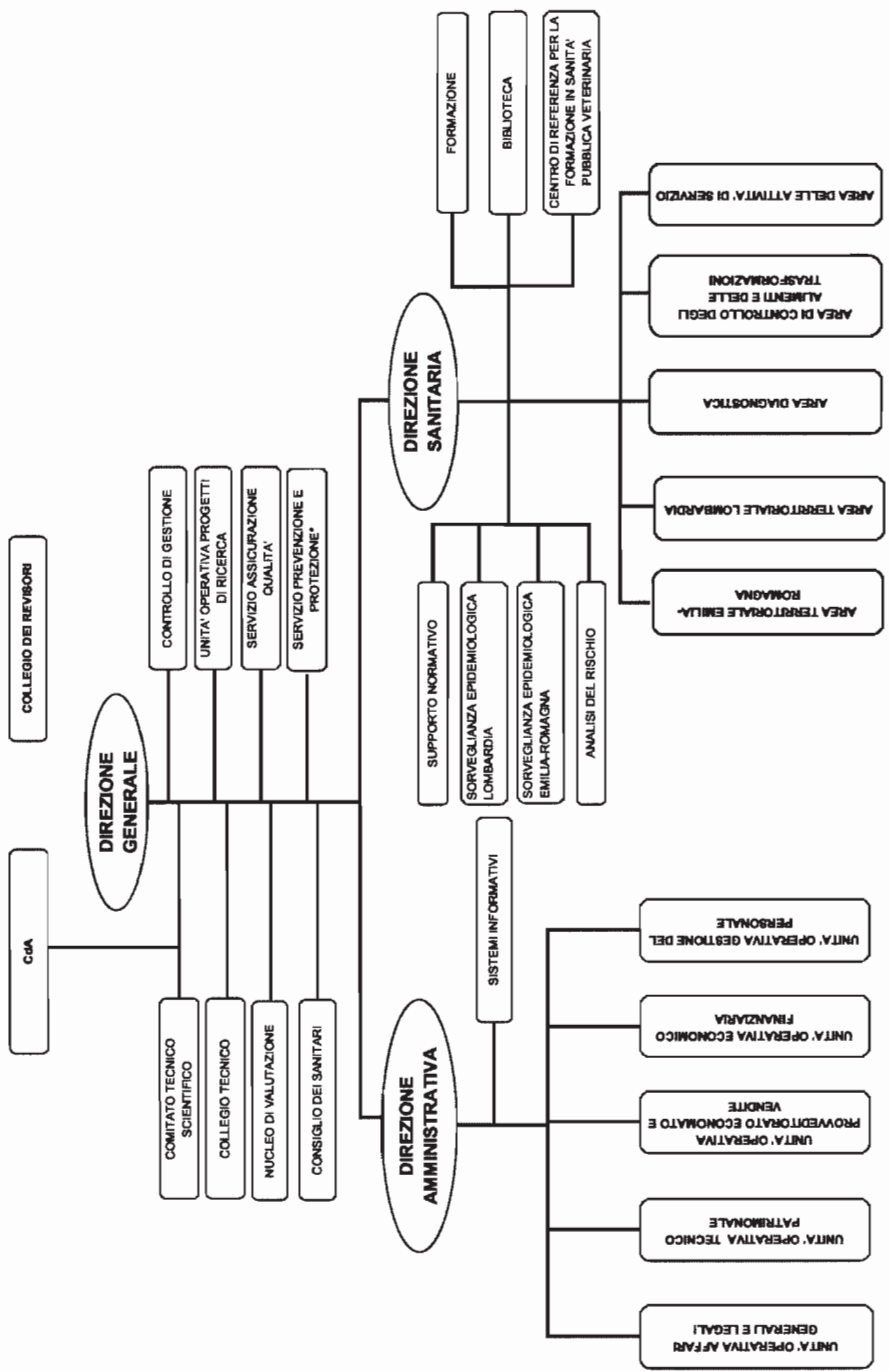 CdA
COLLEGIO DEI REVISORI
DIREZIONE
GENERALE
COMITATO TECNICO
SCIENTIFICO
COLLEGIO TECNICO
NUCLEO DI VALUTAZIONE
CONSIGLIO DEI SANITARI
CONTROLLO DI GESTIONE
UNITA' OPERATIVA PROGETTI
DI RICERCA
SERVIZIO ASSICURAZIONE
QUALITA'
SERVIZIO PREVENZIONE E
PROTEZIONE*
DIREZIONE
AMMINISTRATIVA
SISTEMI INFORMATIVI
UNITA' OPERATIVA AFFARI
GENERALI E LEGALI
UNITA' OPERATIVA TECNICO
PATRIMONALE
UNITA' OPERATIVA
PROVVEDITORATO ECONOMATO E
VENDITE
UNITA' OPERATIVA ECONOMICO
FINANZIARIA
UNITA' OPERATIVA GESTIONE DEL
PERSONALE
DIREZIONE
SANITARIA
SUPPORTO NORMATIVO
SORVEGLIANZA EPIDEMIOLOGICA
LOMBARDIA
SORVEGLIANZA EPIDEMIOLOGICA
EMILIA-ROMAGNA
ANALISI DEL RISCHIO
FORMAZIONE
BIBLIOTECA
CENTRO DI REFERENZA PER LA
FORMAZIONE IN SANITA'
PUBBLICA VETERINARIA
AREA TERRITORIALE EMILIA-
ROMAGNA
AREA TERRITORIALE LOMBARDIA
AREA DIAGNOSTICA
AREA DI CONTROLLO DEGLI
ALIMENTI E DELLE
TRASFORMAZIONI
AREA DELLE ATTIVITA' DI SERVIZIO